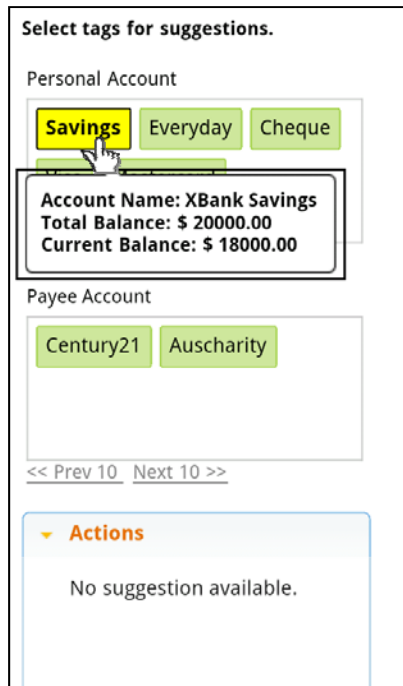 Select tags for suggestions.
Personal Account
Savings Everyday Cheque
Account Name: XBank Savings
Total Balance: $ 20000.00
Current Balance: $ 18000.00
Payee Account
Century21 Auscharity
<< Prev 10 Next 10 >>
Actions
No suggestion available.